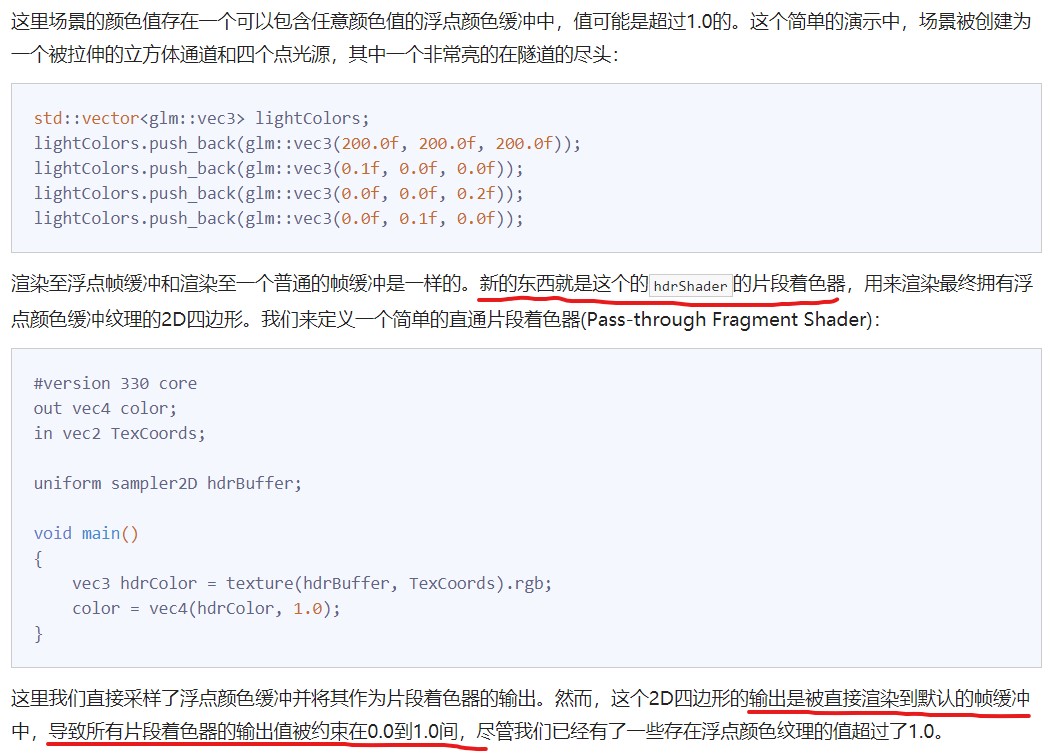 这里场景的颜色值存在一个可以包含任意颜色值的浮点颜色缓冲中，值可能是超过1.0的。这个简单的演示中，场景被创建为
一个被拉伸的立方体通道和四个点光源，其中一个非常亮的在隧道的尽头：
std::vector<glm::vec3> lightColors;
lightColors.push_back(glm::vec3(200.0f, 200.0f, 200.0f));
lightColors.push_back(glm::vec3(0.1f, 0.0f, 0.0f));
lightColors.push_back(glm::vec3(0.0f, 0.0f, 0.2f));
lightColors.push_back(glm::vec3(0.0f, 0.1f, 0.0f));
渲染至浮点帧缓冲和渲染至一个普通的帧缓冲是一样的。新的东西就是这个的hdrShader的片段着色器，用来渲染最终拥有浮
点颜色缓冲纹理的2D四边形。我们来定义一个简单的直通片段着色器(Pass-through Fragment Shader)：
#version 330 core
out vec4 color;
in vec2 TexCoords;
uniform sampler2D hdrBuffer;
void main()
{
    vec3 hdrColor = texture(hdrBuffer, TexCoords).rgb;
    color = vec4(hdrColor, 1.0);
}
这里我们直接采样了浮点颜色缓冲并将其作为片段着色器的输出。然而，这个2D四边形的输出是被直接渲染到默认的帧缓冲
中，导致所有片段着色器的输出值被约束在0.0到1.0间，尽管我们已经有了一些存在浮点颜色纹理的值超过了1.0。